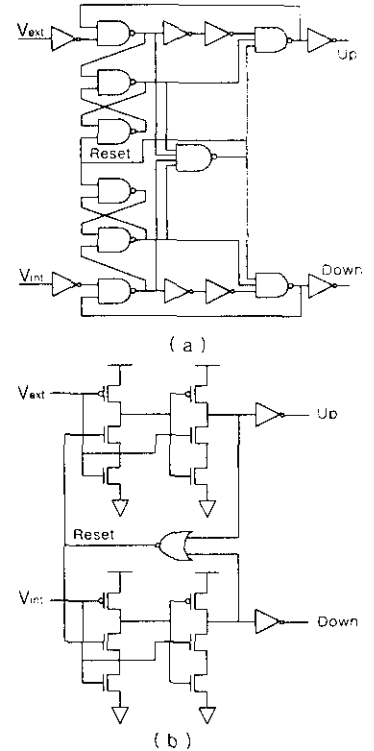 Vext
Up
Reset
Vint
Down
(a)
Vext
Up
Reset
Vint
Down
(b)